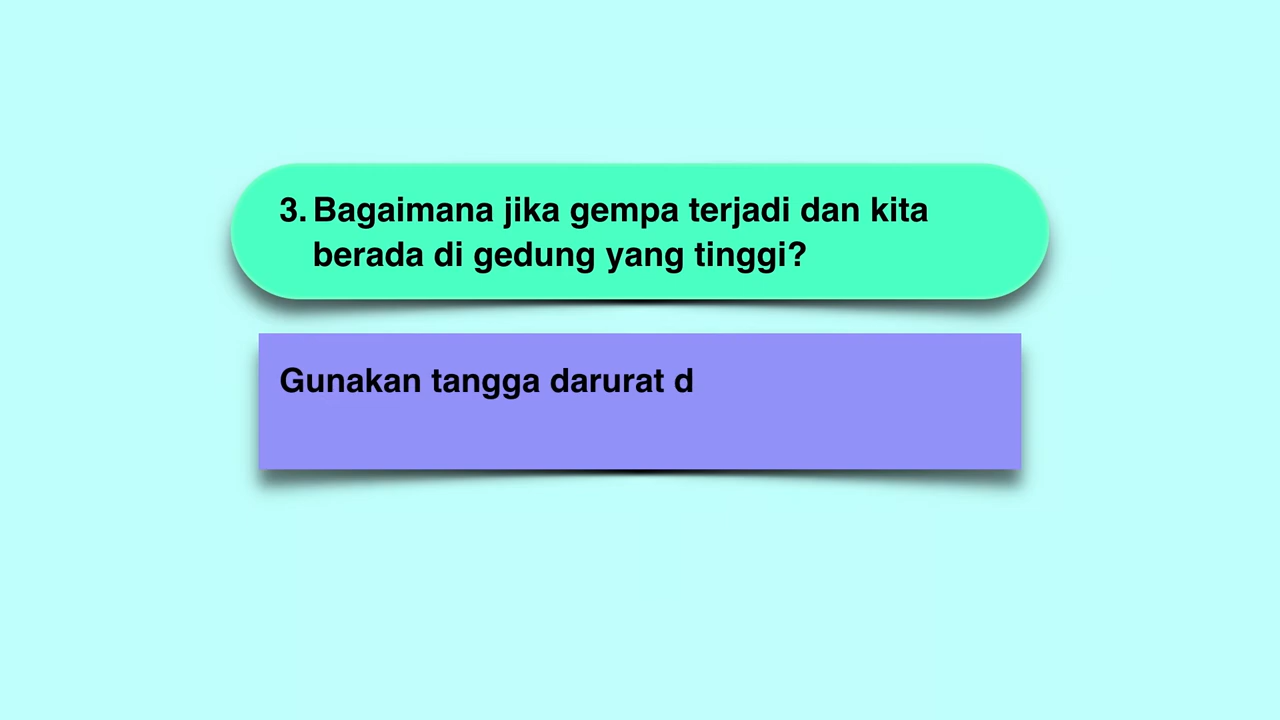 3. Bagaimana jika gempa terjadi dan kita
berada di gedung yang tinggi?
Gunakan tangga darurat d